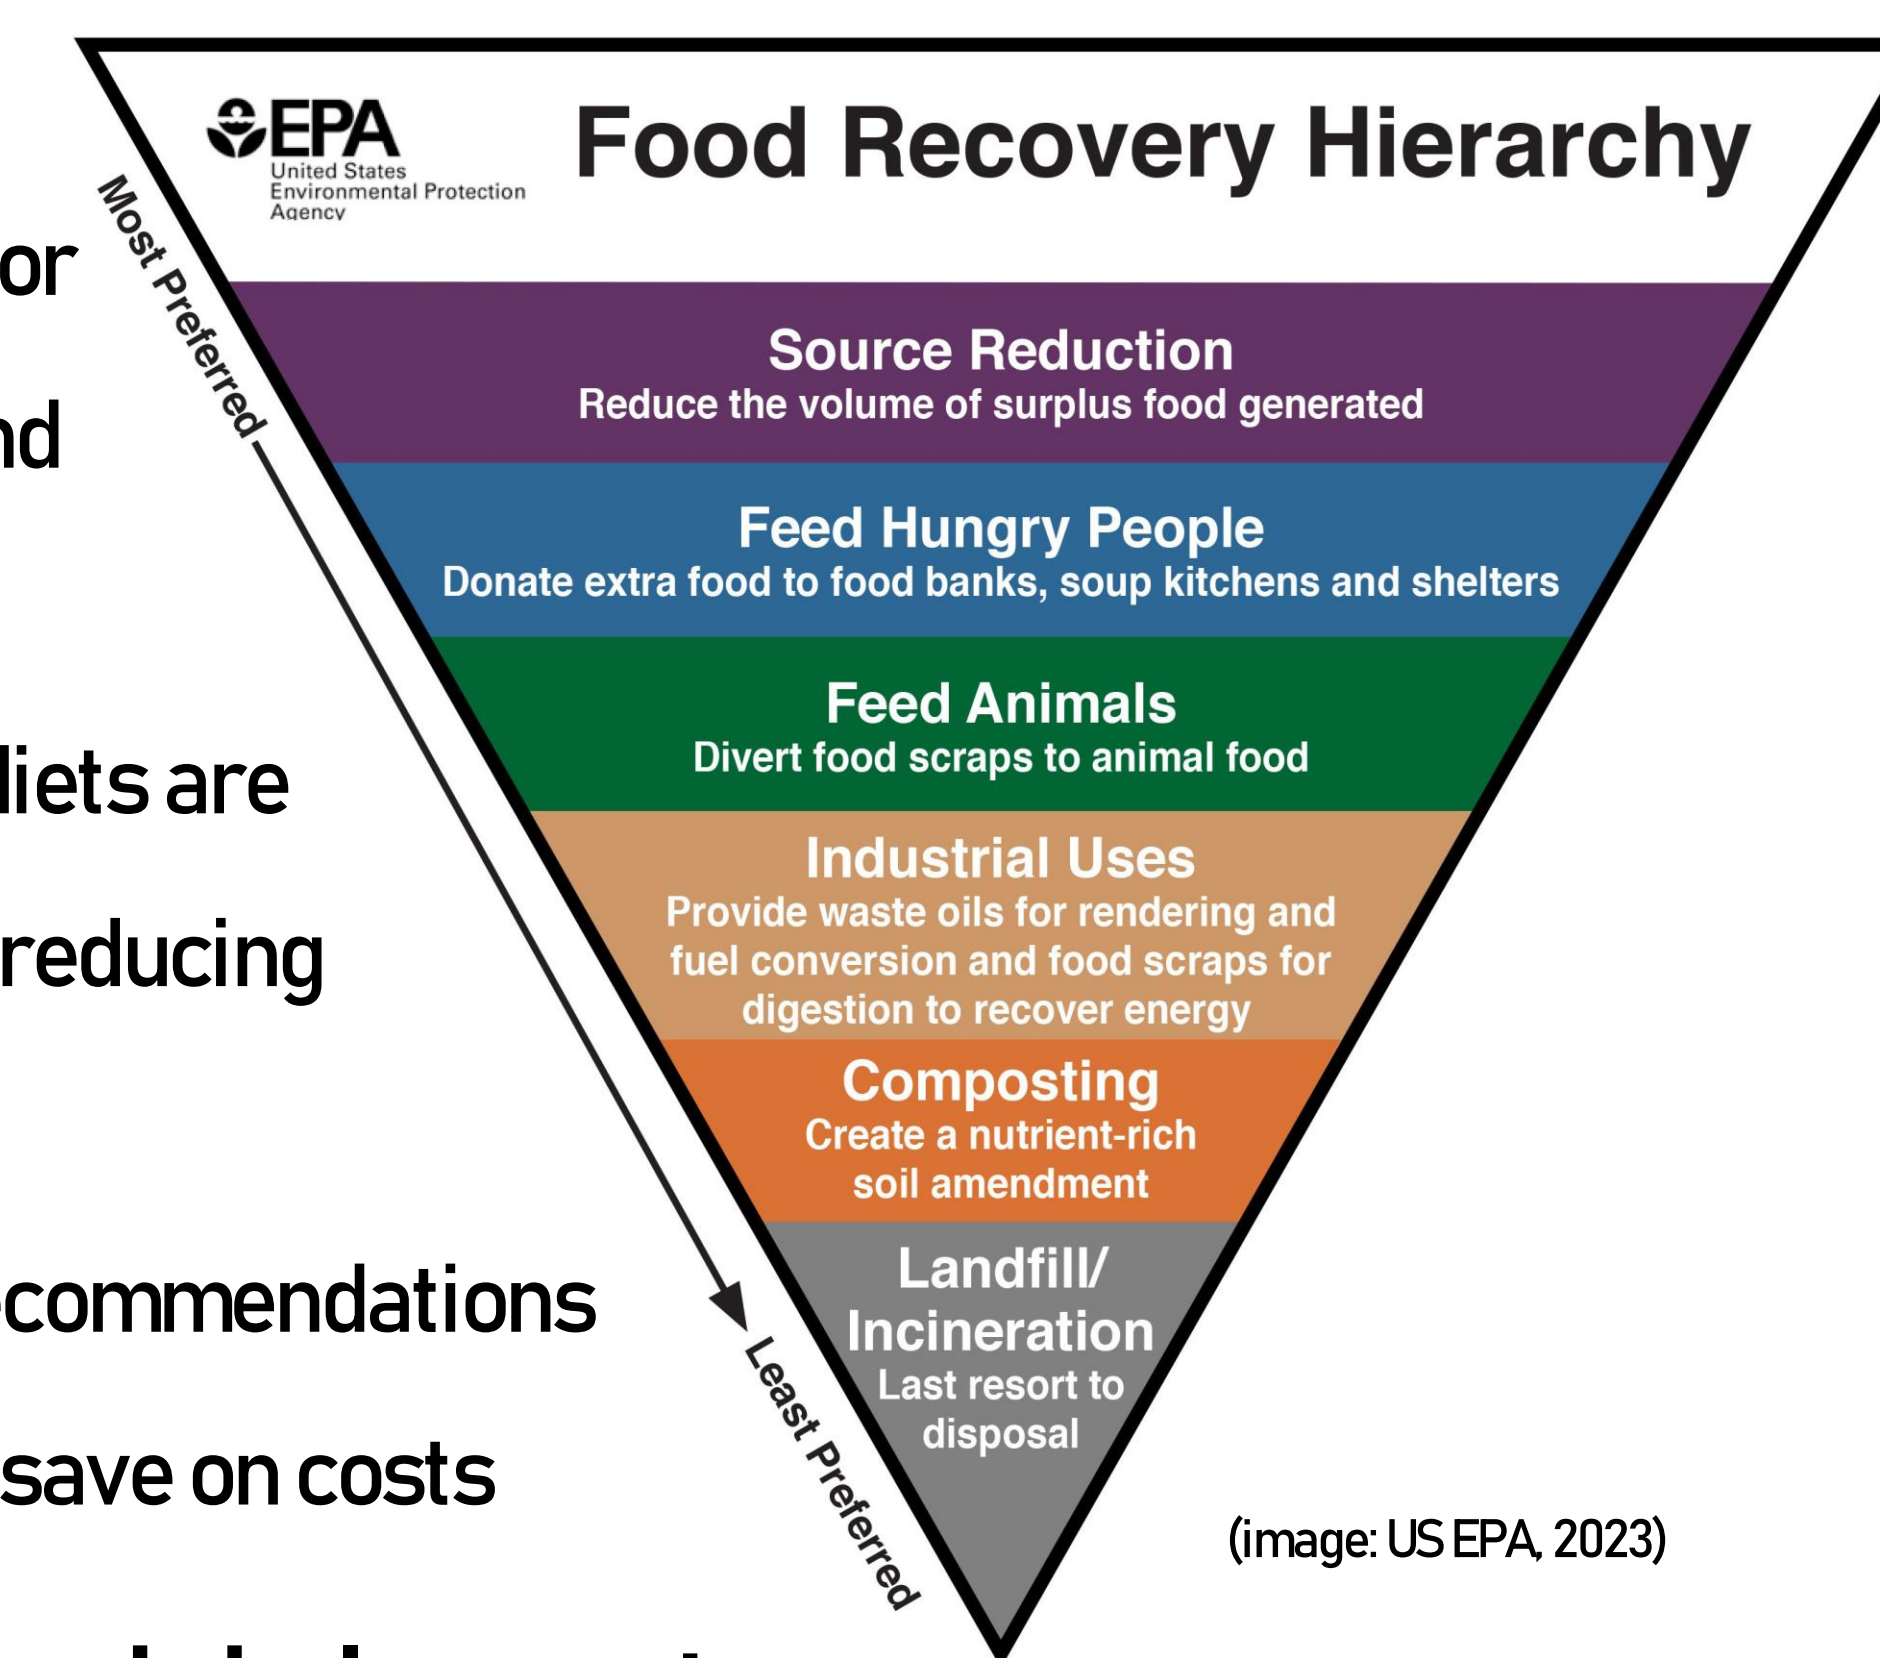 EPA
United States
Environmental Protection
Agency
Food Recovery Hierarchy
Most Preferred
Source Reduction
Reduce the volume of surplus food generated
Feed Hungry People
Donate extra food to food banks, soup kitchens and shelters
Feed Animals
Divert food scraps to animal food
Industrial Uses
Provide waste oils for rendering and
fuel conversion and food scraps for
digestion to recover energy
Composting
Create a nutrient-rich
soil amendment
Landfill/
Incineration
Last resort to
disposal
Least Preferred
or
nd
diets are
reducing
ecommendations
save on costs
(image: US EPA, 2023)